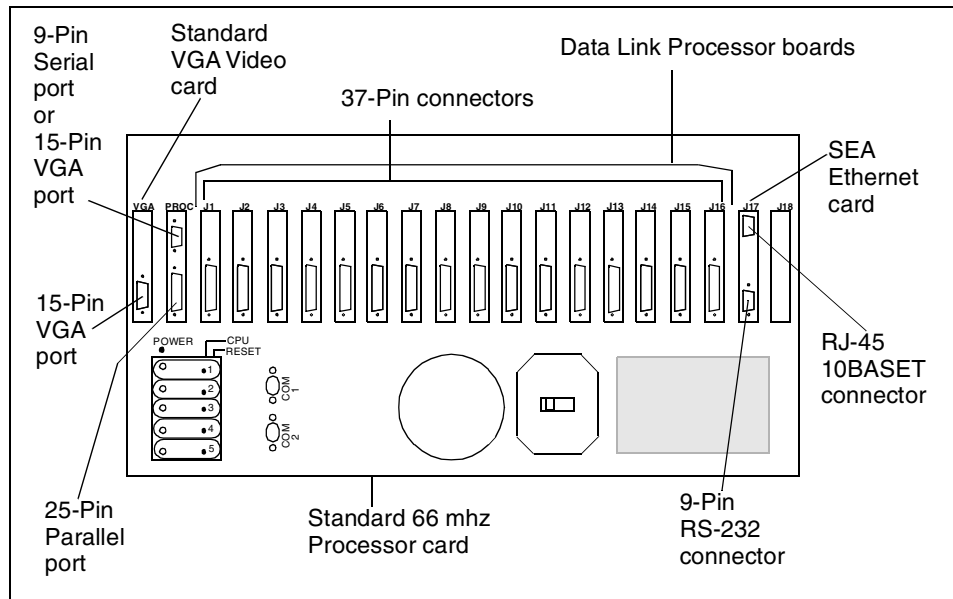 9-Pin
Serial
port
or
15-Pin
VGA
port
Standard
VGA Video
card
37-Pin connectors
Data Link Processor boards
SEA
Ethernet
card
VGA PROC J1 J2 J3 J4 J5 J6 J7 J8 J9 J10 J11 J12 J13 J14 J15 J16 J17 J18
15-Pin
VGA
port
POWER
CPU
RESET
1
2
3
4
5
COM
1
COM
2
RJ-45
10BASET
connector
25-Pin
Parallel
port
Standard 66 mhz
Processor card
9-Pin
RS-232
connector